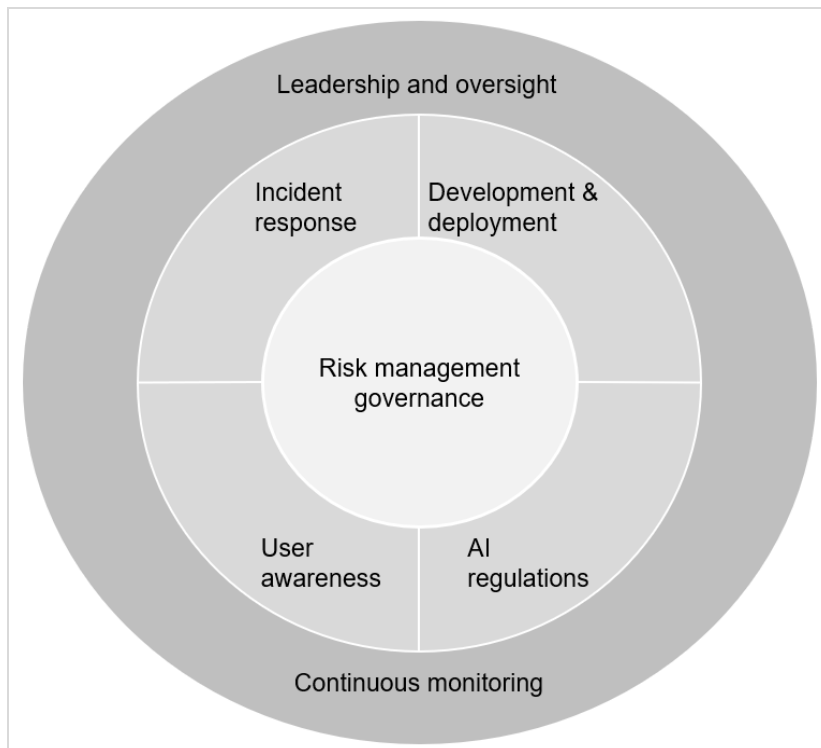 Leadership and oversight
Incident
response
Development &
deployment
Risk management
governance
User
awareness
AI
regulations
Continuous monitoring